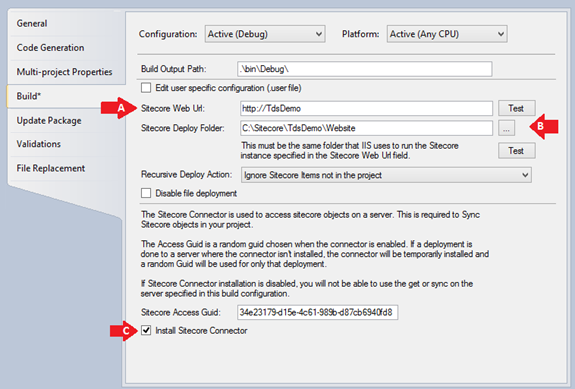 General
Code Generation
Multi-project Properties
Build*
Update Package
Validations
File Replacement
Configuration: Active (Debug) Platform: Active (Any CPU)
Build Output Path: .\bin\Debug\
Edit user specific configuration (.user file)
A Sitecore Web Url: http://TdsDemo Test
Sitecore Deploy Folder: C:\Sitecore\TdsDemo\Website ... B
This must be the same folder that IIS uses to run the Sitecore
instance specified in the Sitecore Web Url field. Test
Recursive Deploy Action: Ignore Sitecore Items not in the project
Disable file deployment
The Sitecore Connector is used to access sitecore objects on a server. This is required to Sync
Sitecore objects in your project.
The Access Guid is a random guid chosen when the connector is enabled. If a deployment is
done to a server where the connector isn't installed, the connector will be temporarily installed and
a random Guid will be used for only that deployment.
If Sitecore Connector installation is disabled, you will not be able to use the get or sync on the
server specified in this build configuration.
Sitecore Access Guid: 34e23179-d15e-4c61-989b-d87cb6940fd8
C Install Sitecore Connector